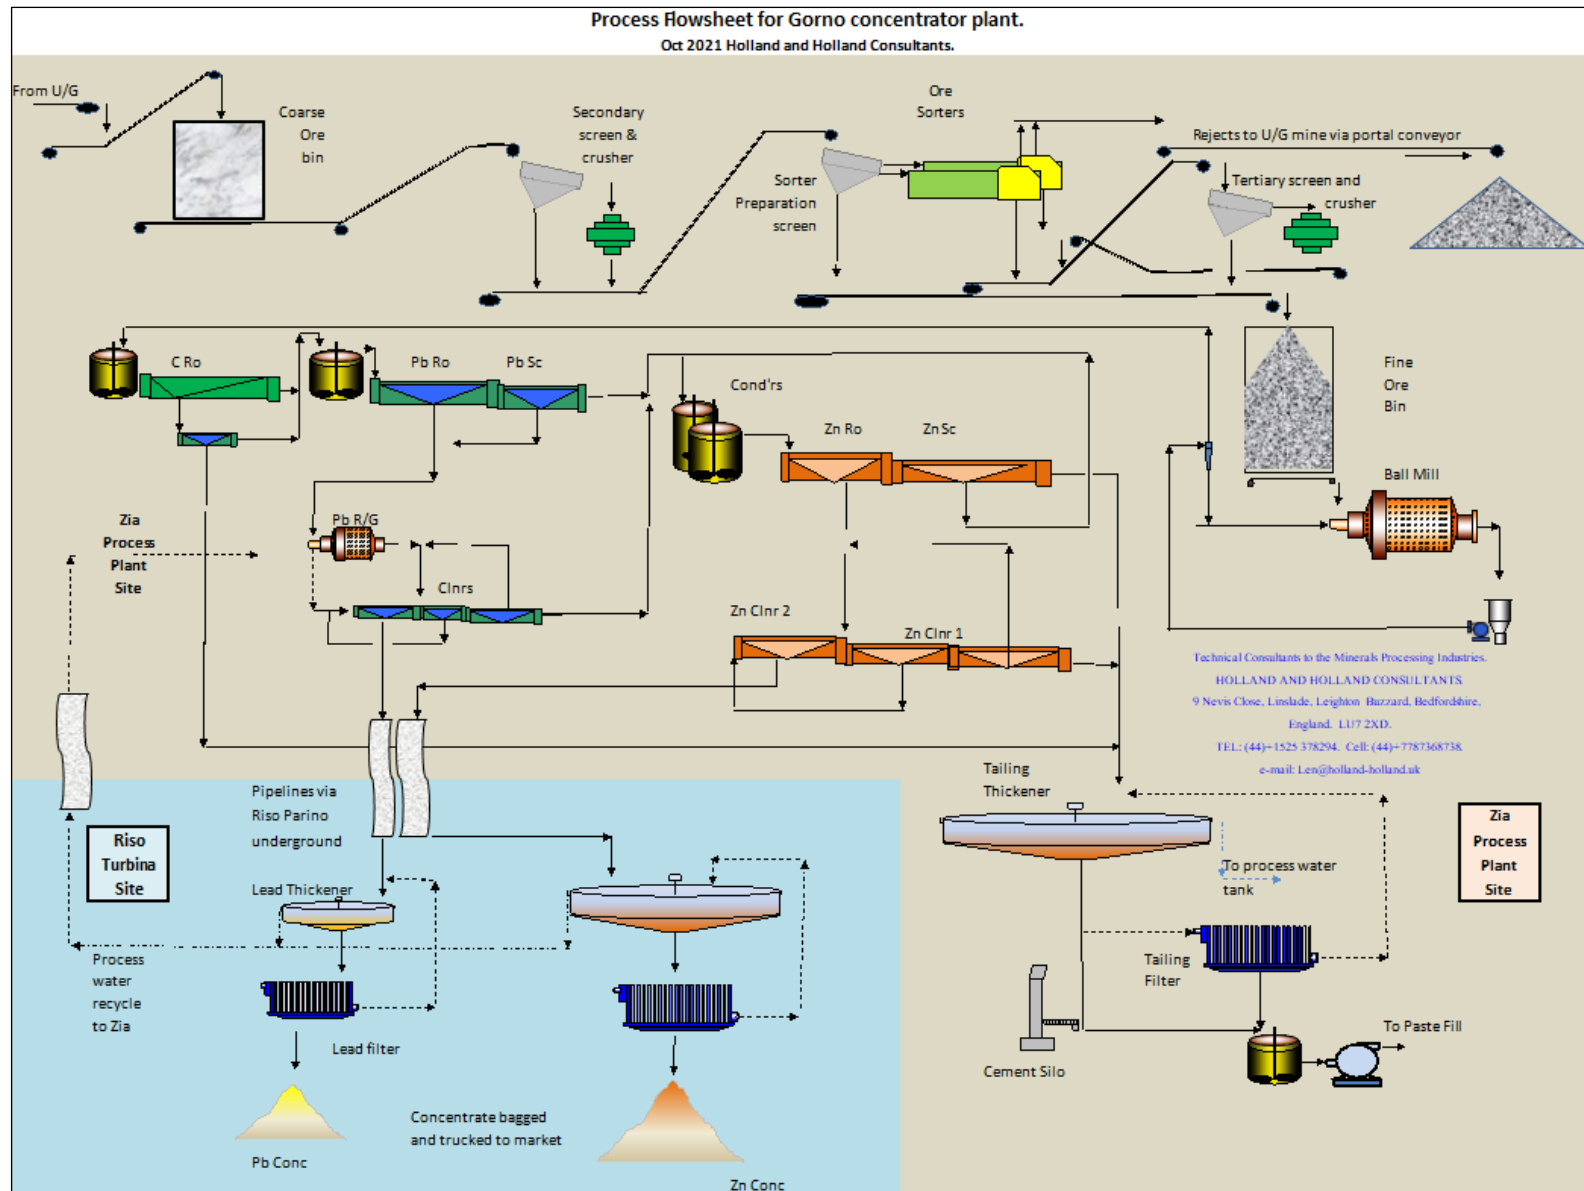 Process Flowsheet for Gorno concentrator plant.
Oct 2021 Holland and Holland Consultants.
From U/G
Coarse
Ore
bin
Secondary
screen &
crusher
Ore
Sorters
Sorter
Preparation
screen
Rejects to U/G mine via portal conveyor
Tertiary screen and
crusher
C Ro
Pb Ro
Pb Sc
Cond'rs
Zn Ro
Zn Sc
Fine
Ore
Bin
Ball Mill
Zia
Process
Plant
Site
Pb R/G
Clnrs
Zn Clnr 2
Zn Clnr 1
Technical Consultants to the Minerals Processing Industries.
HOLLAND AND HOLLAND CONSULTANTS.
9 Nevis Close, Linslade, Leighton Buzzard, Bedfordshire,
England. LU7 2XD.
TEL: (44)+1525 378294. Cell: (44)+7787368738.
e-mail: Len@holland-holland.uk
Pipelines via
Riso Parino
underground
Riso
Turbina
Site
Lead Thickener
Process
water
recycle
to Zia
Lead filter
Pb Conc
Concentrate bagged
and trucked to market
Zn Conc
Tailing
Thickener
To process water
tank
Zia
Process
Plant
Site
Tailing
Filter
Cement Silo
To Paste Fill